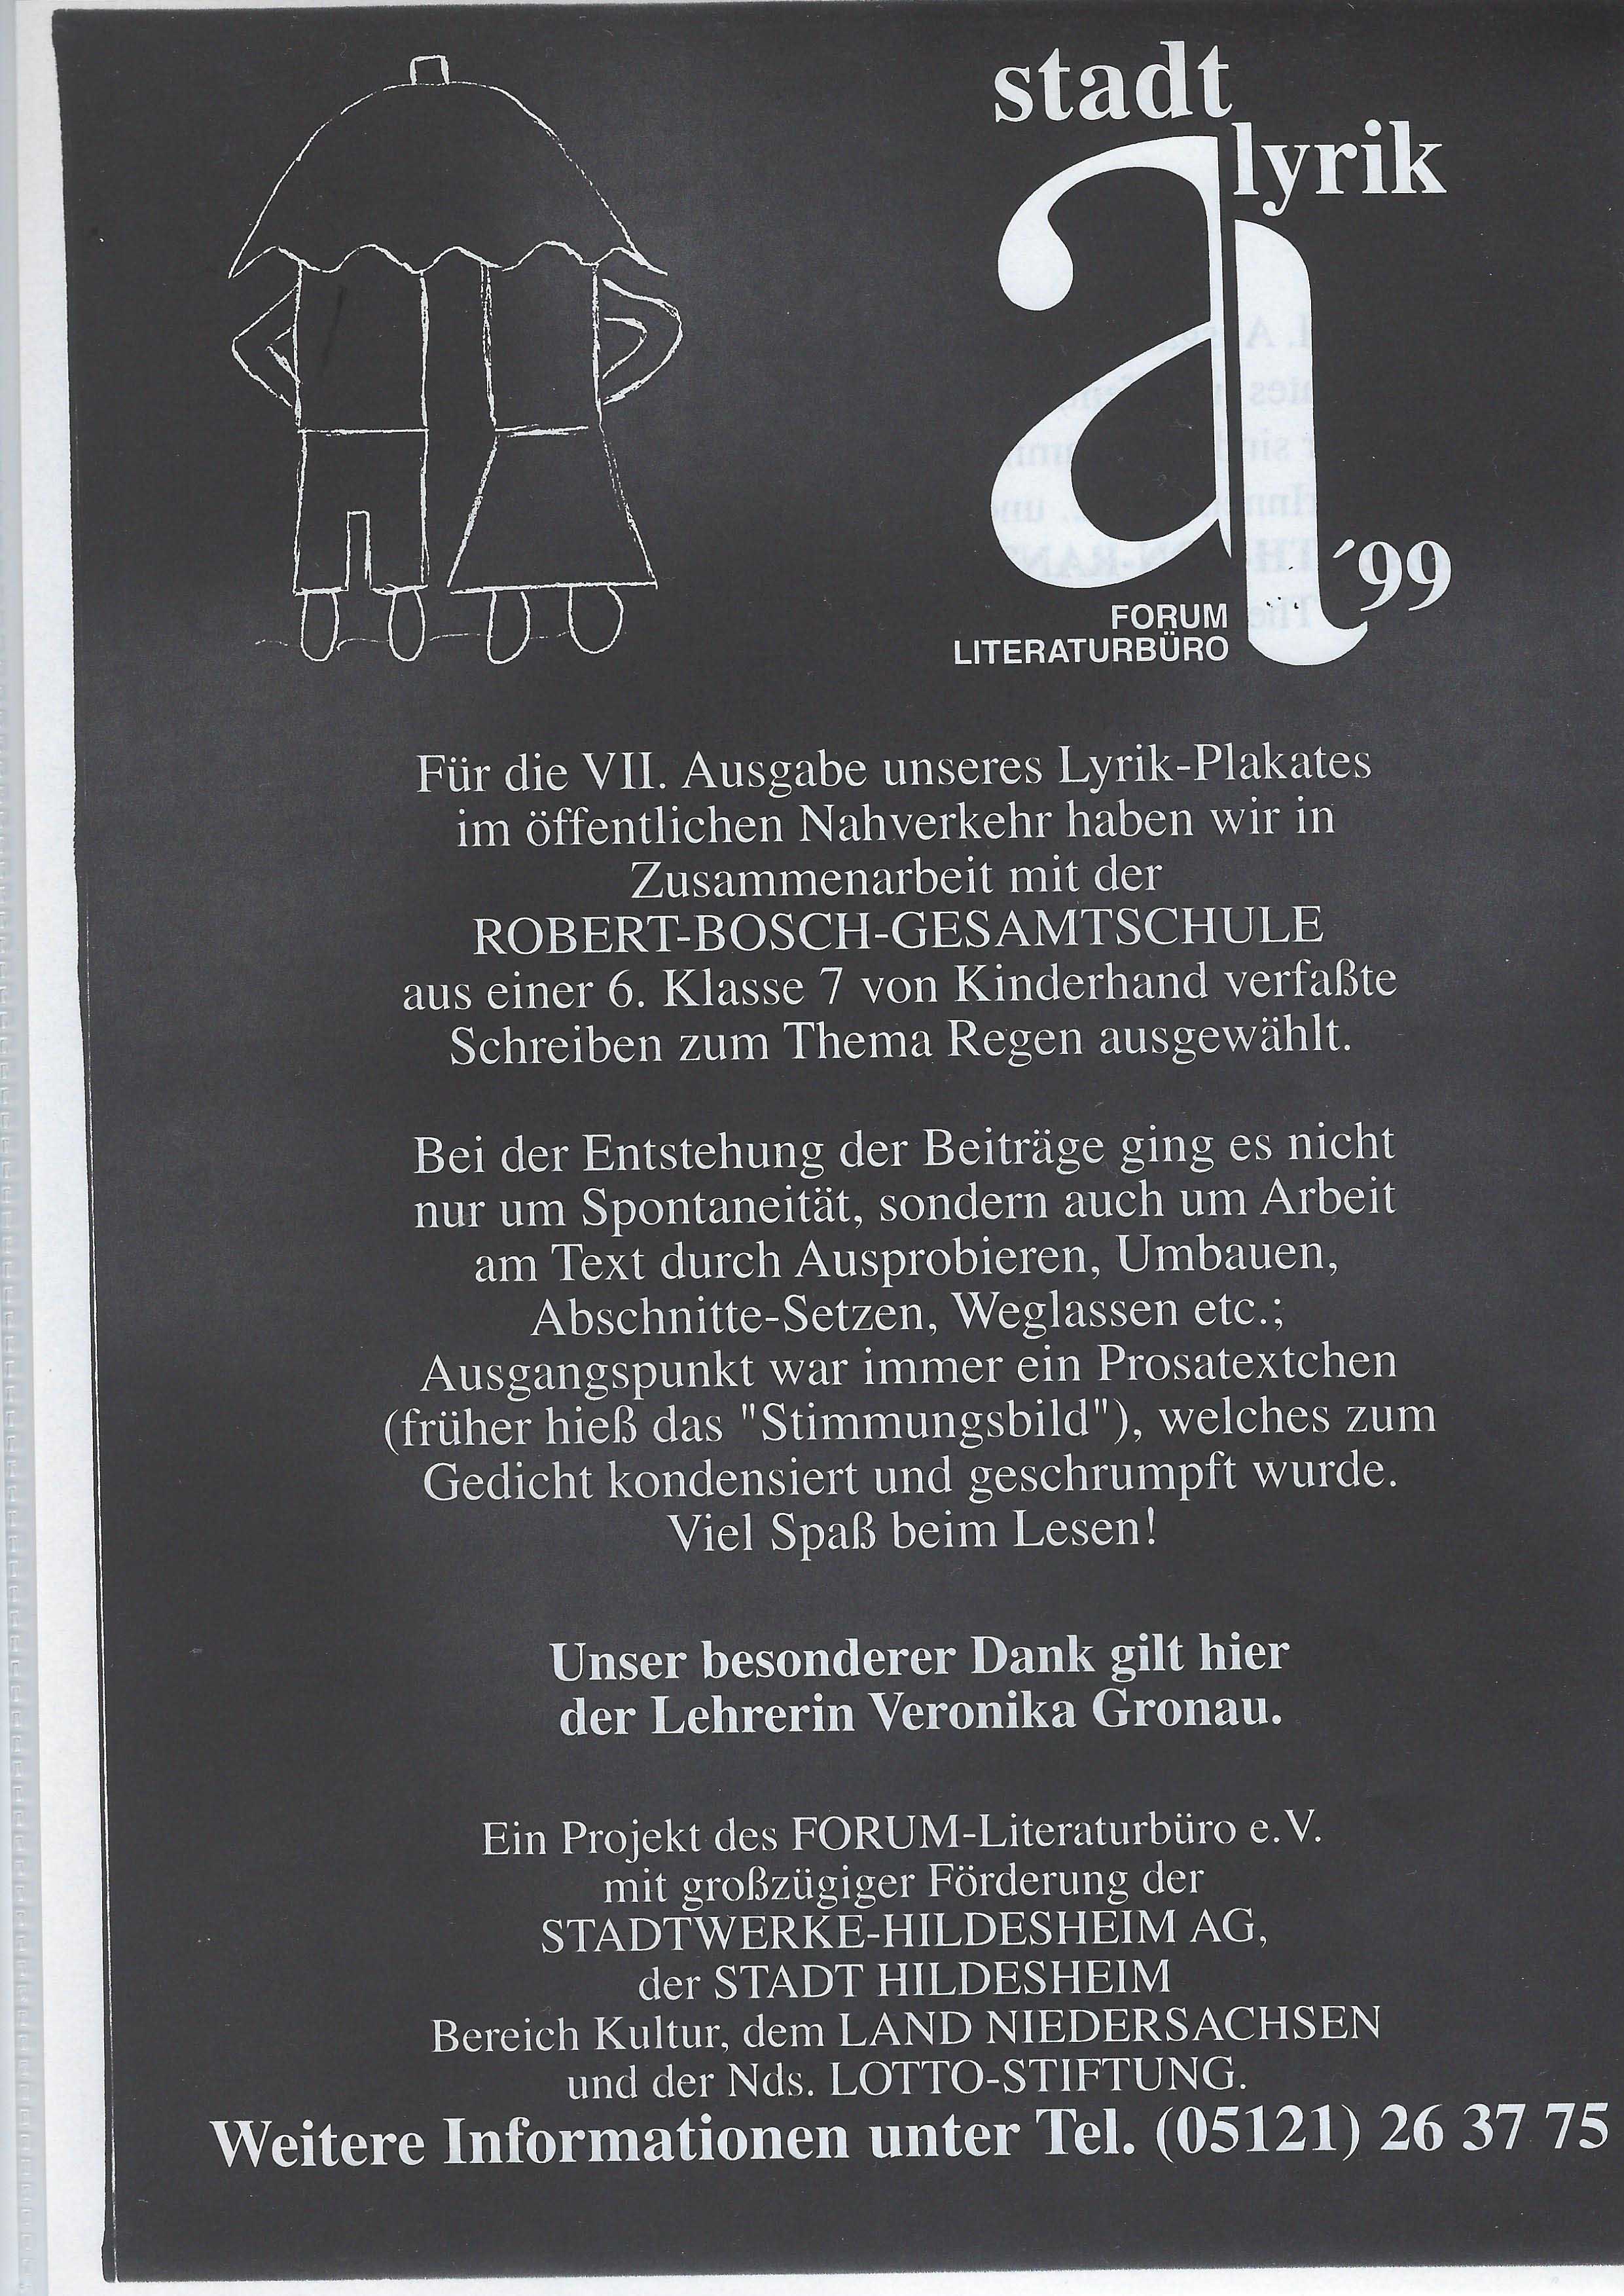 stadt
lyrik
al
´99
FORUM
LITERATURBÜRO
Für die VII. Ausgabe unseres Lyrik-Plakates
im öffentlichen Nahverkehr haben wir in
Zusammenarbeit mit der
ROBERT-BOSCH-GESAMTSCHULE
aus einer 6. Klasse 7 von Kinderhand verfaßte
Schreiben zum Thema Regen ausgewählt.
Bei der Entstehung der Beiträge ging es nicht
nur um Spontaneität, sondern auch um Arbeit
am Text durch Ausprobieren, Umbauen,
Abschnitte-Setzen, Weglassen etc.;
Ausgangspunkt war immer ein Prosatextchen
(früher hieß das "Stimmungsbild"), welches zum
Gedicht kondensiert und geschrumpft wurde.
Viel Spaß beim Lesen!
Unser besonderer Dank gilt hier
der Lehrerin Veronika Gronau.
Ein Projekt des FORUM-Literaturbüro e.V.
mit großzügiger Förderung der
STADTWERKE-HILDESHEIM AG,
der STADT HILDESHEIM
Bereich Kultur, dem LAND NIEDERSACHSEN
und der Nds. LOTTO-STIFTUNG.
Weitere Informationen unter Tel. (05121) 26 37 75